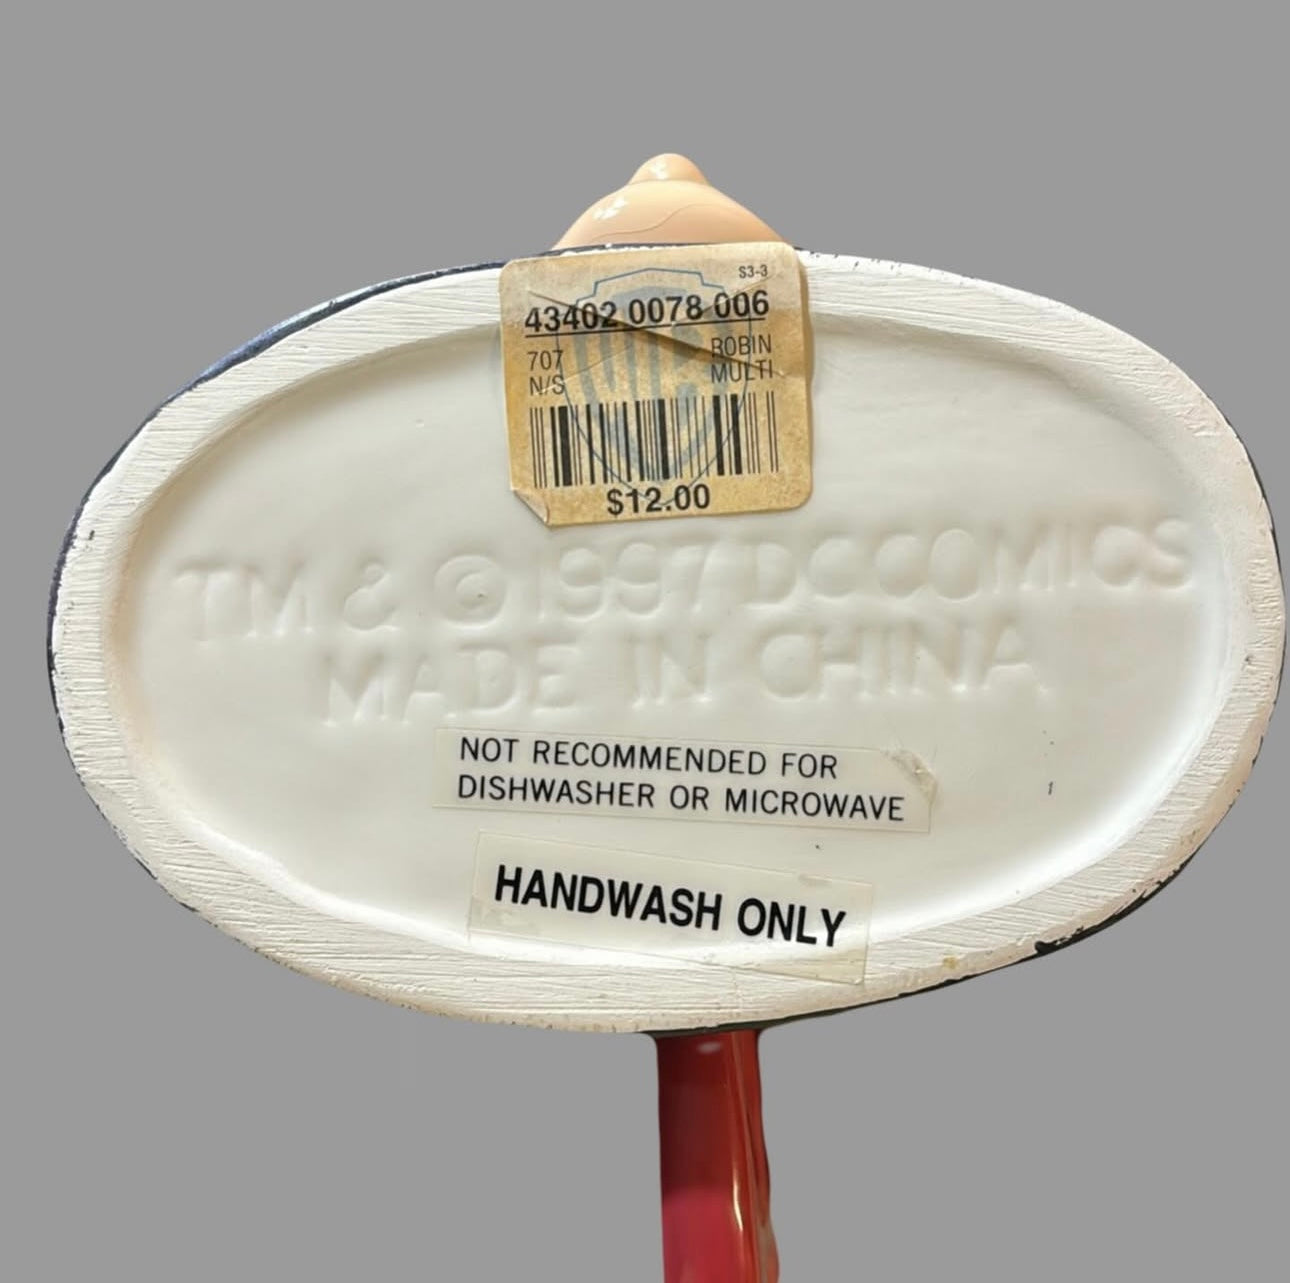 S3-3
43402 0078 006
707 ROBIN
N/S MULTI
$12.00
TM & © 1997 DC COMICS
MADE IN CHINA
NOT RECOMMENDED FOR
DISHWASHER OR MICROWAVE
HANDWASH ONLY